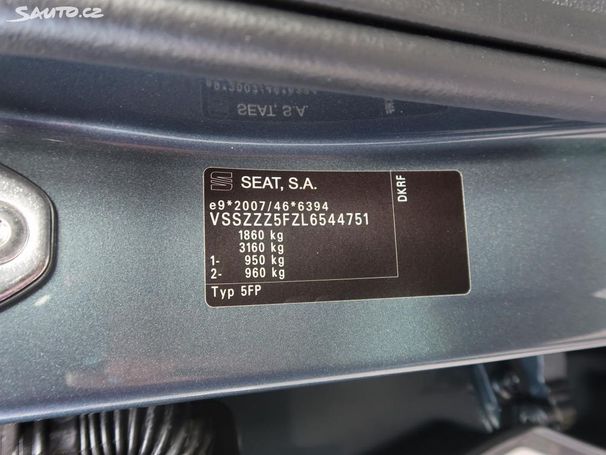 Sauto.cz
SEAT, S.A.
SEAT, S.A.
e9*2007/46*6394
VSSZZZ5FZL6544751
1860 kg
3160 kg
1- 950 kg
2- 960 kg
Typ 5FP
DKRF